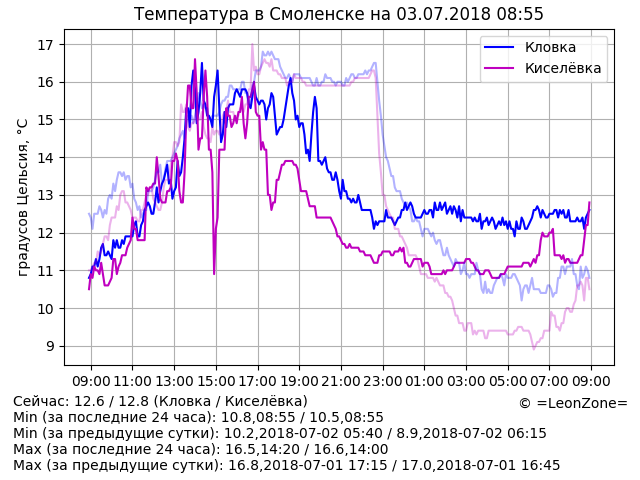 Температура в Смоленске на 03.07.2018 08:55
Кловка
Киселёвка
градусов Цельсия, °C
17
16
15
14
13
12
11
10
9
09:00 11:00 13:00 15:00 17:00 19:00 21:00 23:00 01:00 03:00 05:00 07:00 09:00
Сейчас: 12.6 / 12.8 (Кловка / Киселёвка)
© =LeonZone=
Min (за последние 24 часа): 10.8,08:55 / 10.5,08:55
Min (за предыдущие сутки): 10.2,2018-07-02 05:40 / 8.9,2018-07-02 06:15
Max (за последние 24 часа): 16.5,14:20 / 16.6,14:00
Max (за предыдущие сутки): 16.8,2018-07-01 17:15 / 17.0,2018-07-01 16:45